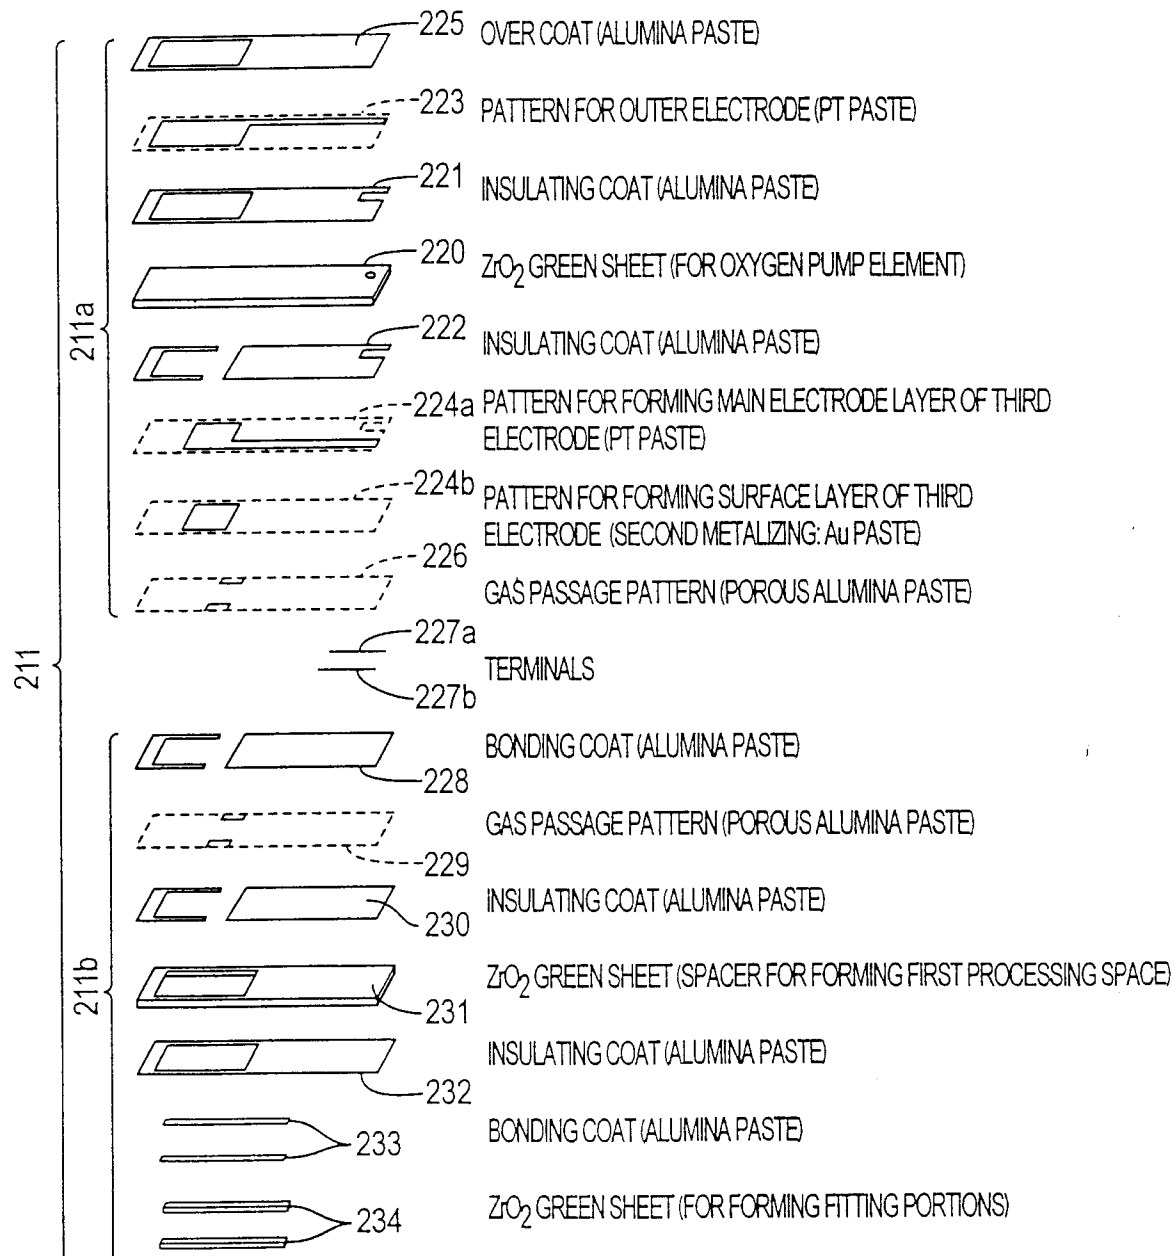 225 OVER COAT (ALUMINA PASTE)
223 PATTERN FOR OUTER ELECTRODE (PT PASTE)
221 INSULATING COAT (ALUMINA PASTE)
220 ZrO2 GREEN SHEET (FOR OXYGEN PUMP ELEMENT)
211a
222 INSULATING COAT (ALUMINA PASTE)
224a PATTERN FOR FORMING MAIN ELECTRODE LAYER OF THIRD
ELECTRODE (PT PASTE)
224b PATTERN FOR FORMING SURFACE LAYER OF THIRD
ELECTRODE (SECOND METALIZING: Au PASTE)
226 GAS PASSAGE PATTERN (POROUS ALUMINA PASTE)
211
227a
TERMINALS
227b
BONDING COAT (ALUMINA PASTE)
228
GAS PASSAGE PATTERN (POROUS ALUMINA PASTE)
229
INSULATING COAT (ALUMINA PASTE)
230
211b
ZrO2 GREEN SHEET (SPACER FOR FORMING FIRST PROCESSING SPACE)
231
INSULATING COAT (ALUMINA PASTE)
232
BONDING COAT (ALUMINA PASTE)
233
ZrO2 GREEN SHEET (FOR FORMING FITTING PORTIONS)
234